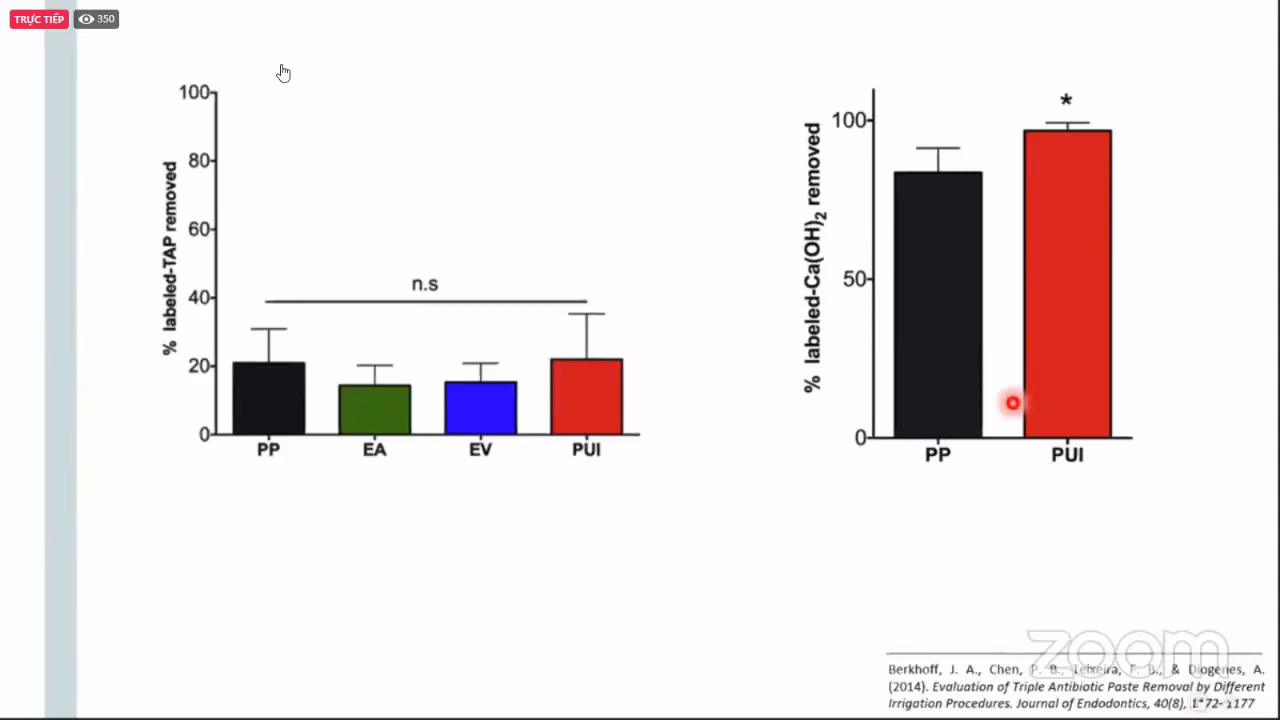 TRỰC TIẾP
350
100
80
60
40
20
0
% labeled-TAP removed
n.s
PP EA EV PUI
100
50
0
% labeled-Ca(OH)2 removed
*
PP PUI
zoom
Berkhoff, J. A., Chen, P. B., Teixeira, F. B., & Diogenes, A.
(2014). Evaluation of Triple Antibiotic Paste Removal by Different
Irrigation Procedures. Journal of Endodontics, 40(8),